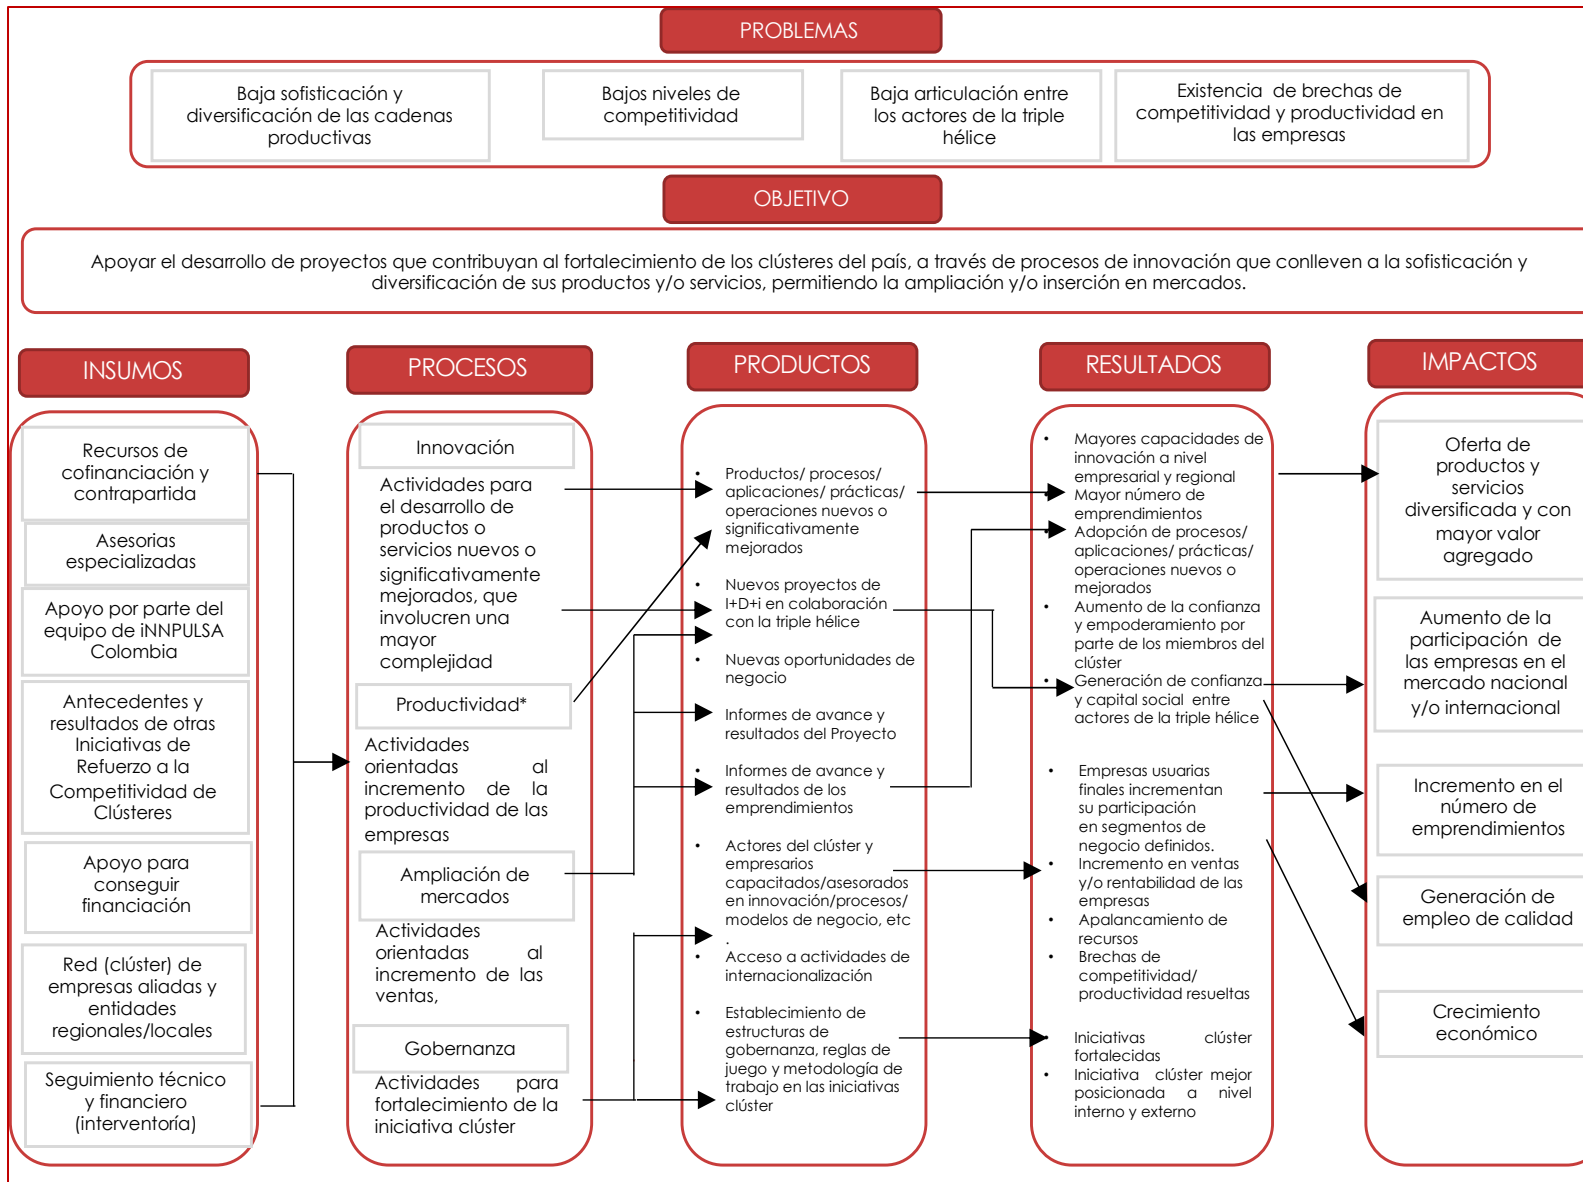 PROBLEMAS
Baja sofisticación y
diversificación de las cadenas
productivas
Bajos niveles de
competitividad
Baja articulación entre
los actores de la triple
hélice
Existencia de brechas de
competitividad y productividad en
las empresas
OBJETIVO
Apoyar el desarrollo de proyectos que contribuyan al fortalecimiento de los clústeres del país, a través de procesos de innovación que conlleven a la sofisticación y
diversificación de sus productos y/o servicios, permitiendo la ampliación y/o inserción en mercados.
INSUMOS
Recursos de
cofinanciación y
contrapartida
Asesorias
especializadas
Apoyo por parte del
equipo de iNNPULSA
Colombia
Antecedentes y
resultados de otras
Iniciativas de
Refuerzo a la
Competitividad de
Clústeres
Apoyo para
conseguir
financiación
Red (clúster) de
empresas aliadas y
entidades
regionales/locales
Seguimiento técnico
y financiero
(interventoría)
PROCESOS
Innovación
Actividades para
el desarrollo de
productos o
servicios nuevos o
significativamente
mejorados, que
involucren una
mayor
complejidad
Productividad*
Actividades
orientadas al
incremento de la
productividad de las
empresas
Ampliación de
mercados
Actividades
orientadas al
incremento de las
ventas,
Gobernanza
Actividades para
fortalecimiento de la
iniciativa clúster
PRODUCTOS
• Productos/ procesos/
aplicaciones/ prácticas/
operaciones nuevos o
significativamente
mejorados
• Nuevos proyectos de
I+D+i en colaboración
con la triple hélice
• Nuevas oportunidades de
negocio
• Informes de avance y
resultados del Proyecto
• Informes de avance y
resultados de los
emprendimientos
• Actores del clúster y
empresarios
capacitados/asesorados
en innovación/procesos/
modelos de negocio, etc
.
• Acceso a actividades de
internacionalización
• Establecimiento de
estructuras de
gobernanza, reglas de
juego y metodología de
trabajo en las iniciativas
clúster
RESULTADOS
• Mayores capacidades de
innovación a nivel
empresarial y regional
• Mayor número de
emprendimientos
• Adopción de procesos/
aplicaciones/ prácticas/
operaciones nuevos o
mejorados
• Aumento de la confianza
y empoderamiento por
parte de los miembros del
clúster
• Generación de confianza
y capital social entre
actores de la triple hélice
• Empresas usuarias
finales incrementan
su participación
en segmentos de
negocio definidos.
• Incremento en ventas
y/o rentabilidad de las
empresas
• Apalancamiento de
recursos
• Brechas de
competitividad/
productividad resueltas
• Iniciativas clúster
fortalecidas
• Iniciativa clúster mejor
posicionada a nivel
interno y externo
IMPACTOS
Oferta de
productos y
servicios
diversificada y con
mayor valor
agregado
Aumento de la
participación de
las empresas en el
mercado nacional
y/o internacional
Incremento en el
número de
emprendimientos
Generación de
empleo de calidad
Crecimiento
económico